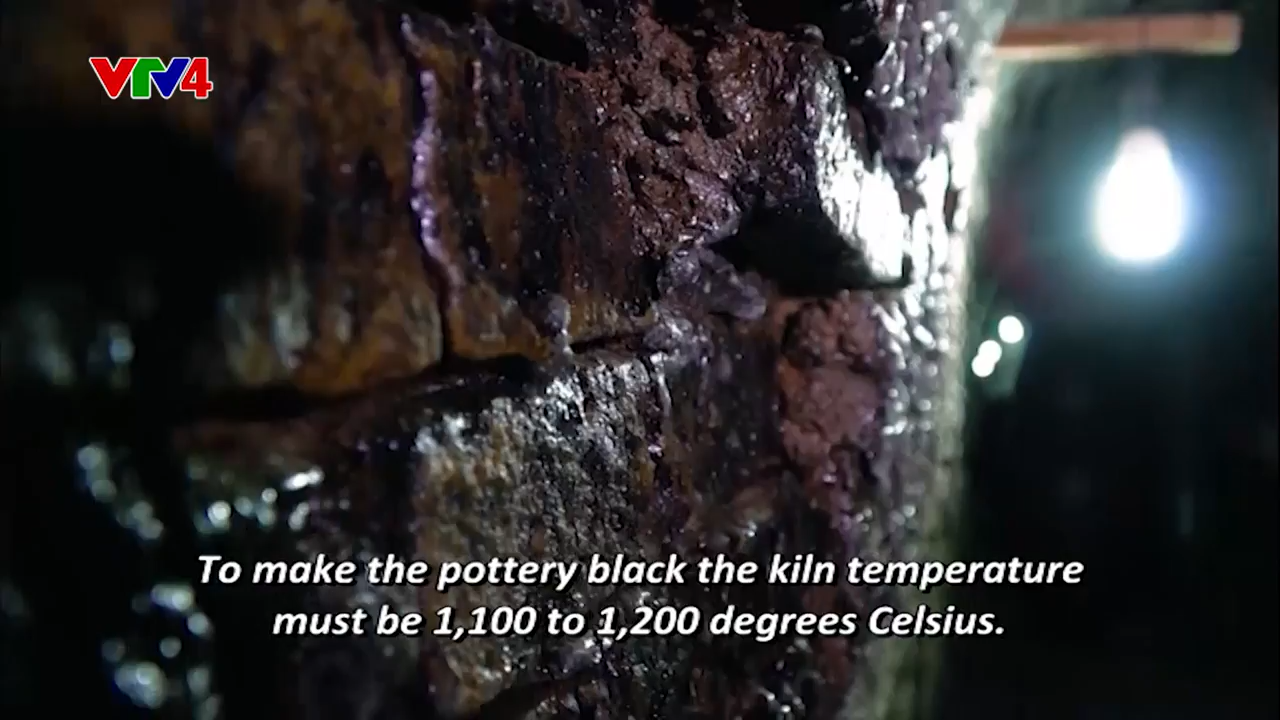 VTV4
To make the pottery black the kiln temperature
must be 1,100 to 1,200 degrees Celsius.